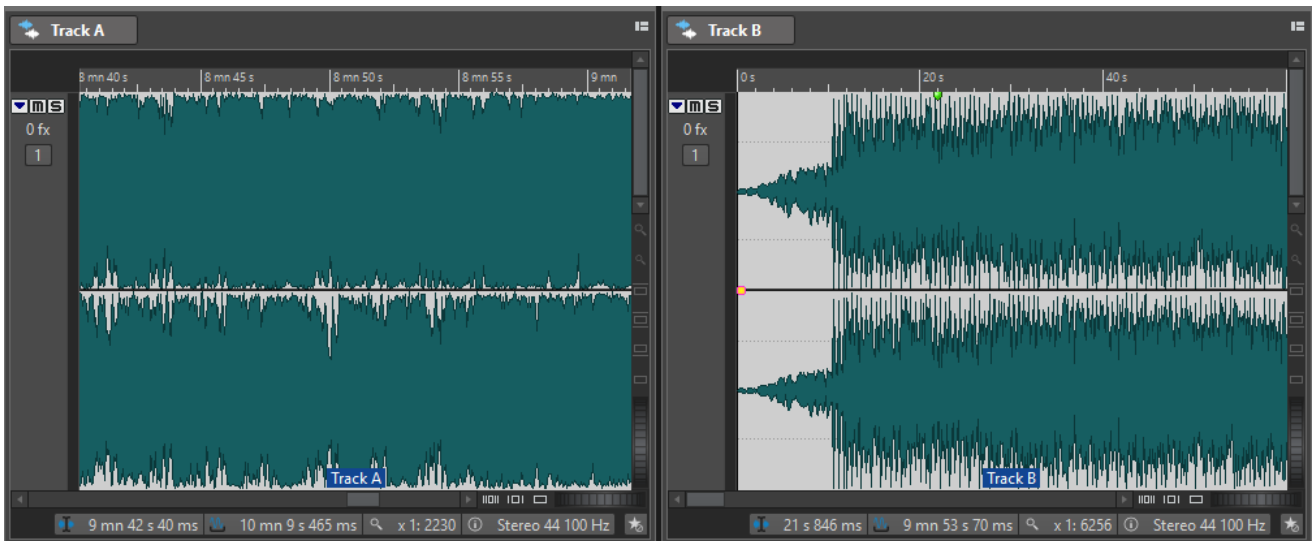 Track A
8 mn 40 s 8 mn 45 s 8 mn 50 s 8 mn 55 s 9 mn
m S
0 fx
1
Track A
9 mn 42 s 40 ms 10 mn 9 s 465 ms x 1: 2230 Stereo 44 100 Hz
Track B
0 s 20 s 40 s
m S
0 fx
1
Track B
21 s 846 ms 9 mn 53 s 70 ms x 1: 6256 Stereo 44 100 Hz